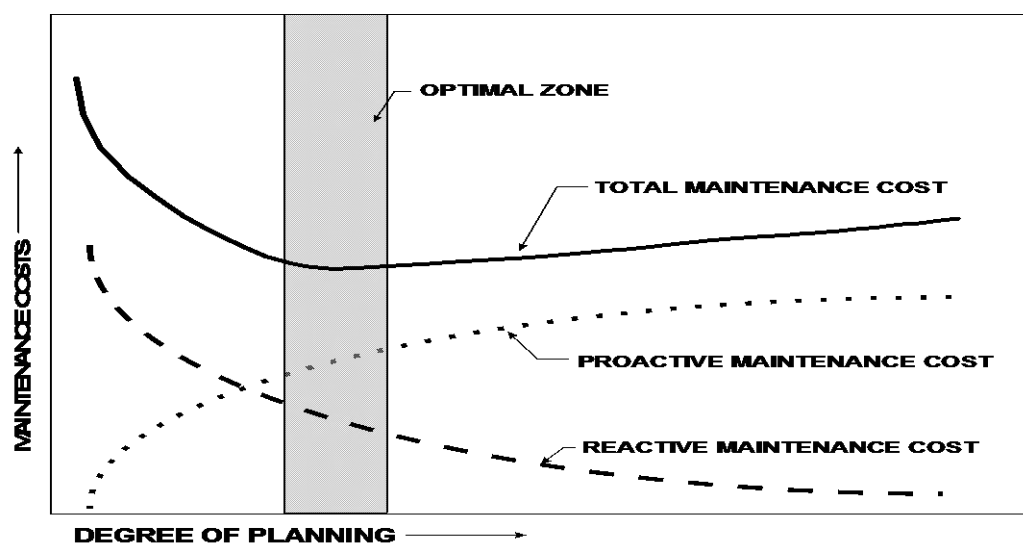 OPTIMAL ZONE
TOTAL MAINTENANCE COST
PROACTIVE MAINTENANCE COST
REACTIVE MAINTENANCE COST
MAINTENANCE COSTS
DEGREE OF PLANNING